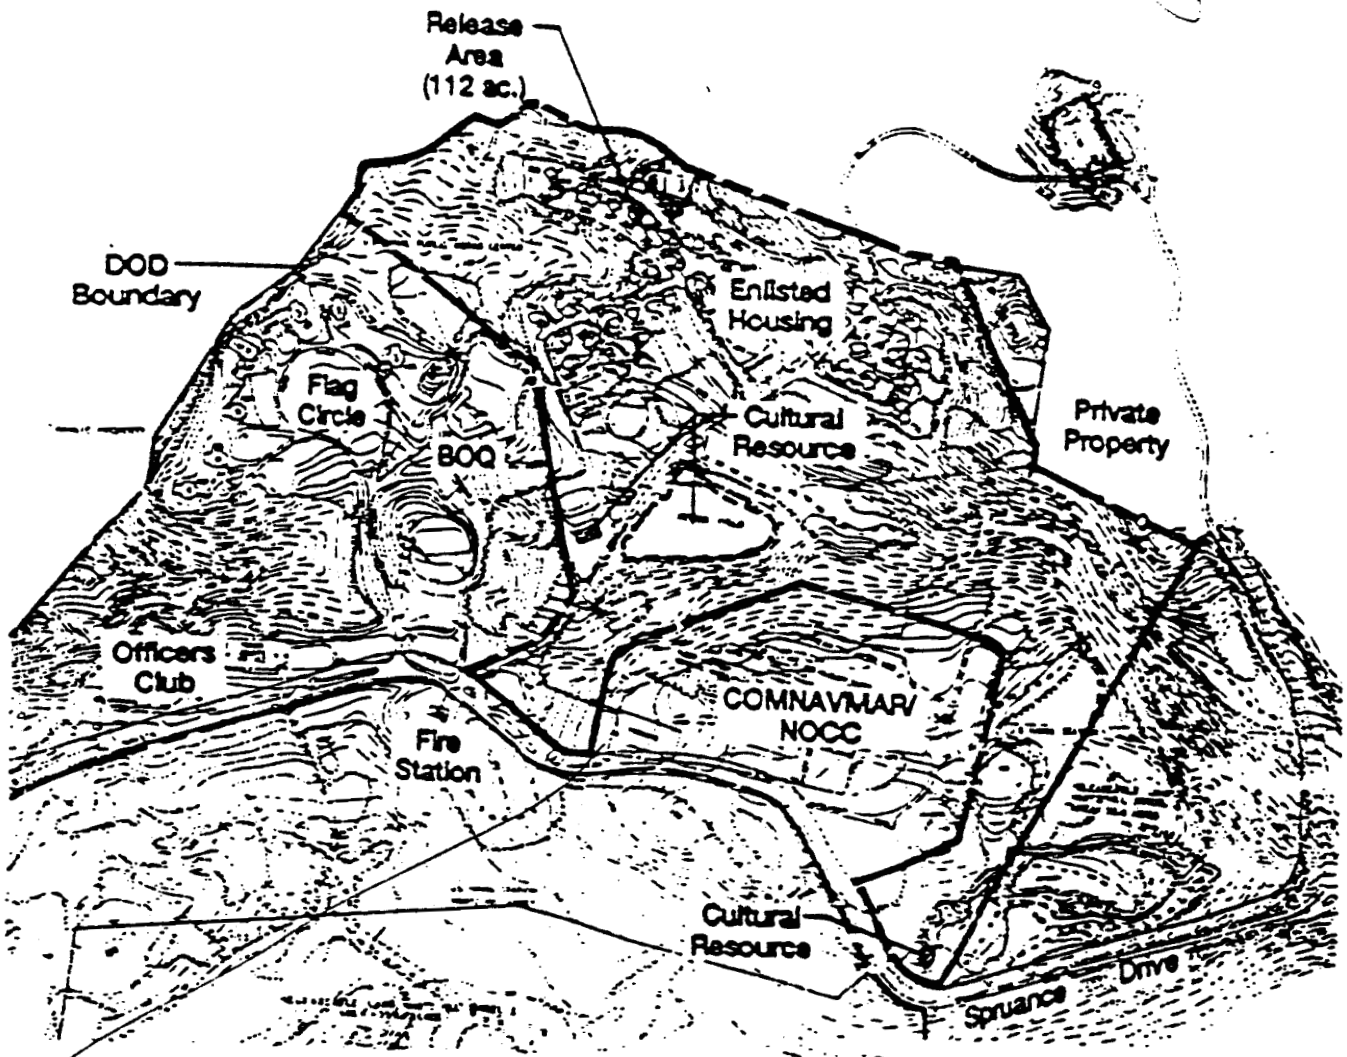 Release
Area
(112 ac.)
DOD
Boundary
Enlisted
Housing
Flag
Circle
Cultural
Resource
Private
Property
BOQ
Officers
Club
COMNAVMAR/
NOCC
Fire
Station
Cultural
Resource
Spruance Drive